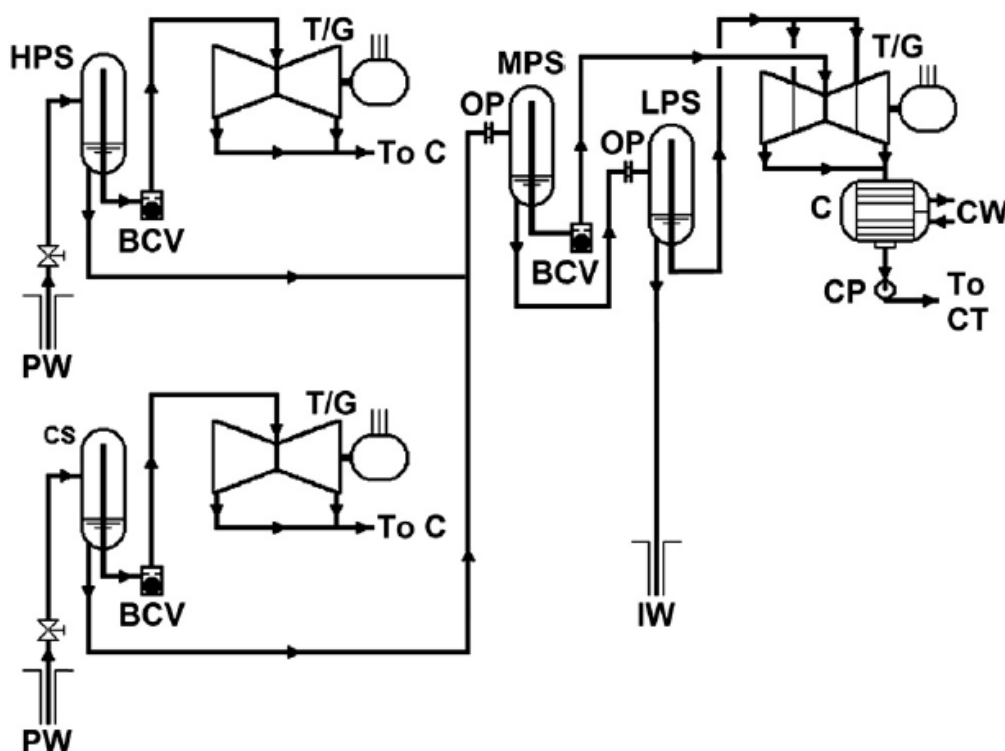 HPS
T/G
To C
BCV
PW
OP
MPS
OP
LPS
T/G
BCV
C
CW
CP
To
CT
CS
T/G
To C
BCV
PW
IW